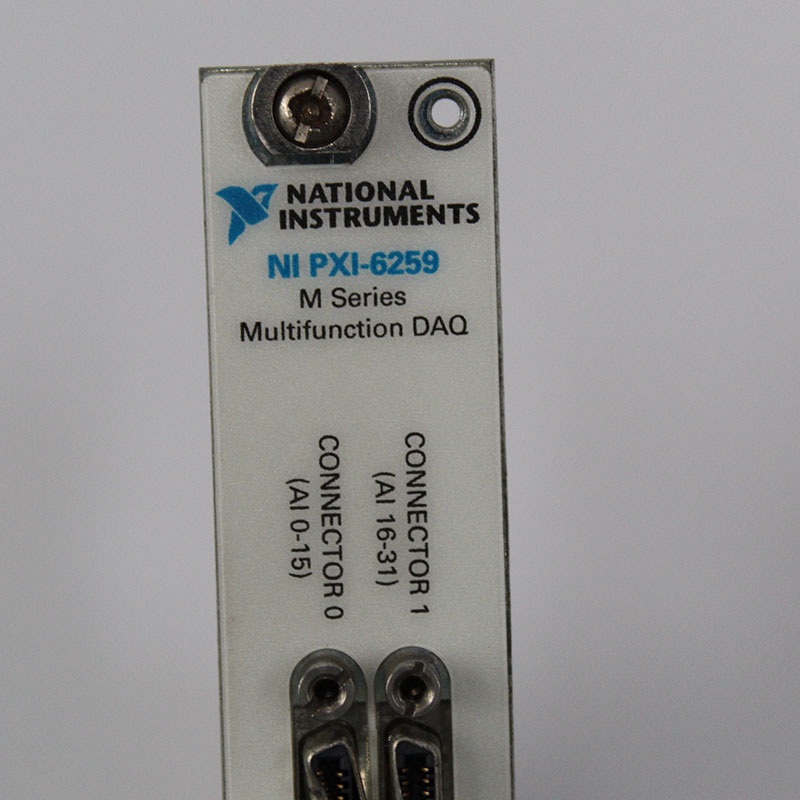 NATIONAL
INSTRUMENTS
NI PXI-6259
M Series
Multifunction DAQ
CONNECTOR 0
(AI 0-15)
CONNECTOR 1
(AI 16-31)